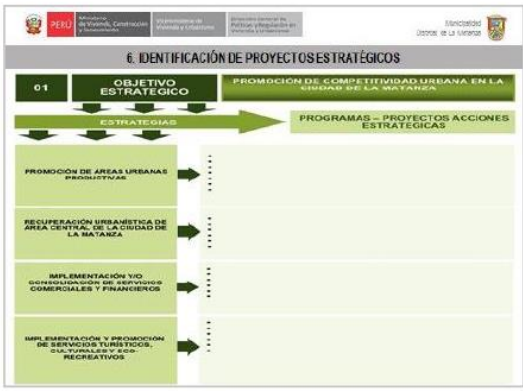 PERÚ
Ministerio de Vivienda, Construcción y Saneamiento
Viceministerio de Vivienda y Urbanismo
Municipalidad
Distrital de La Matanza
6. IDENTIFICACIÓN DE PROYECTOS ESTRATÉGICOS
01
OBJETIVO
ESTRATEGICO
PROMOCIÓN DE COMPETITIVIDAD URBANA EN LA
CIUDAD DE LA MATANZA
ESTRATEGIAS
PROGRAMAS – PROYECTOS ACCIONES
ESTRATEGICAS
PROMOCIÓN DE AREAS URBANAS
PRODUCTIVAS
RECUPERACIÓN URBANÍSTICA DE
ÁREA CENTRAL DE LA CIUDAD DE
LA MATANZA
IMPLEMENTACIÓN Y/O
CONSOLIDACIÓN DE SERVICIOS
COMERCIALES Y FINANCIEROS
IMPLEMENTACIÓN Y PROMOCIÓN
DE SERVICIOS TURÍSTICOS,
CULTURALES Y ECO-
RECREATIVOS